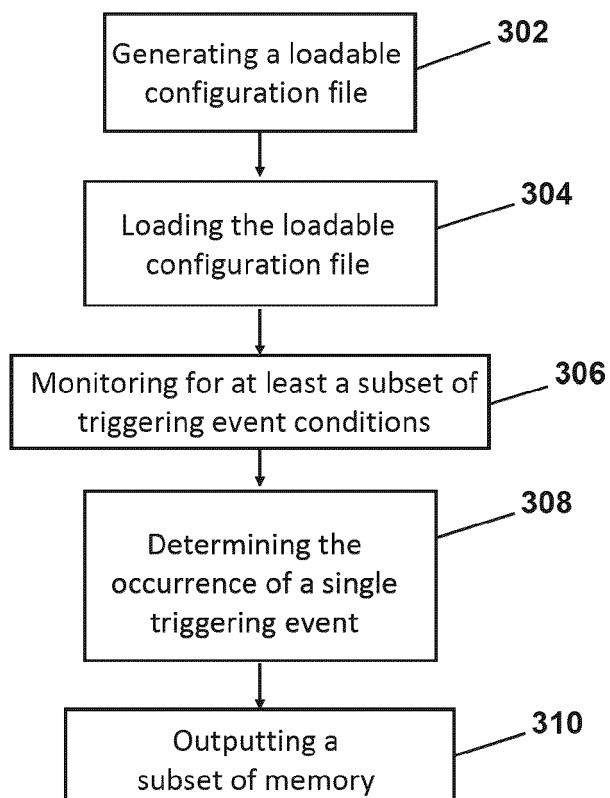 302
Generating a loadable
configuration file
304
Loading the loadable
configuration file
306
Monitoring for at least a subset of
triggering event conditions
308
Determining the
occurrence of a single
triggering event
310
Outputting a
subset of memory